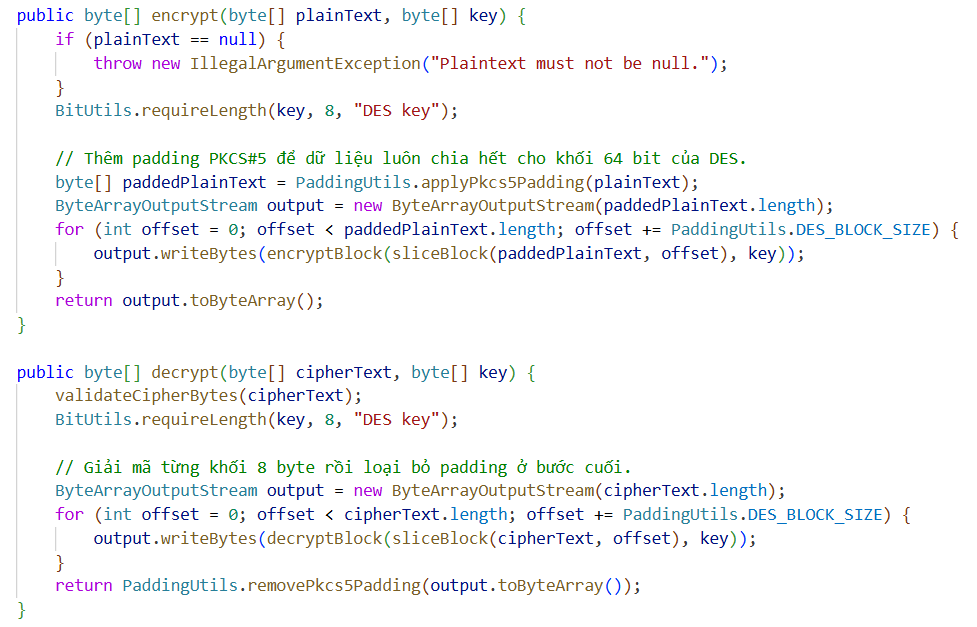 public byte[] encrypt(byte[] plainText, byte[] key) {
    if (plainText == null) {
        throw new IllegalArgumentException("Plaintext must not be null.");
    }
    BitUtils.requireLength(key, 8, "DES key");

    // Thêm padding PKCS#5 để dữ liệu luôn chia hết cho khối 64 bit của DES.
    byte[] paddedPlainText = PaddingUtils.applyPkcs5Padding(plainText);
    ByteArrayOutputStream output = new ByteArrayOutputStream(paddedPlainText.length);
    for (int offset = 0; offset < paddedPlainText.length; offset += PaddingUtils.DES_BLOCK_SIZE) {
        output.writeBytes(encryptBlock(sliceBlock(paddedPlainText, offset), key));
    }
    return output.toByteArray();
}

public byte[] decrypt(byte[] cipherText, byte[] key) {
    validateCipherBytes(cipherText);
    BitUtils.requireLength(key, 8, "DES key");

    // Giải mã từng khối 8 byte rồi loại bỏ padding ở bước cuối.
    ByteArrayOutputStream output = new ByteArrayOutputStream(cipherText.length);
    for (int offset = 0; offset < cipherText.length; offset += PaddingUtils.DES_BLOCK_SIZE) {
        output.writeBytes(decryptBlock(sliceBlock(cipherText, offset), key));
    }
    return PaddingUtils.removePkcs5Padding(output.toByteArray());
}